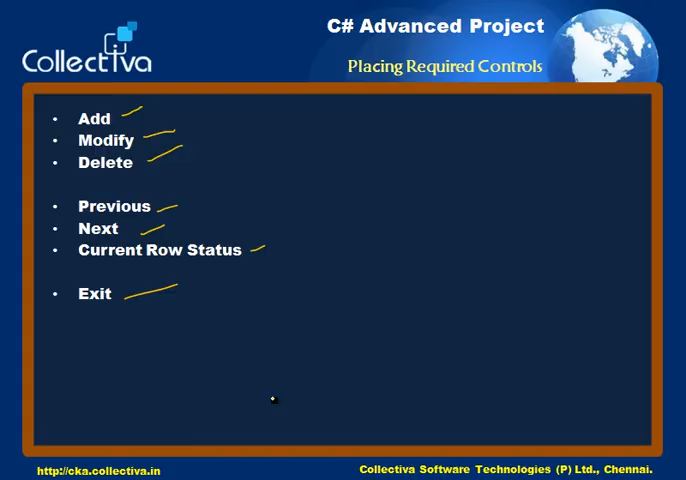 Collectiva
C# Advanced Project
Placing Required Controls
• Add
• Modify
• Delete
• Previous
• Next
• Current Row Status
• Exit
http://cka.collectiva.in
Collectiva Software Technologies (P) Ltd., Chennai.